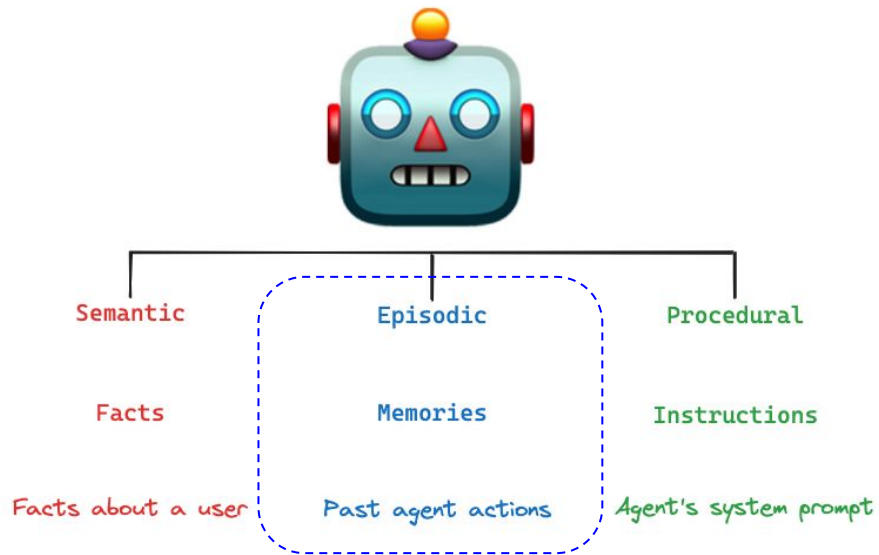 Semantic
Episodic
Procedural
Facts
Memories
Instructions
Facts about a user
Past agent actions
Agent's system prompt